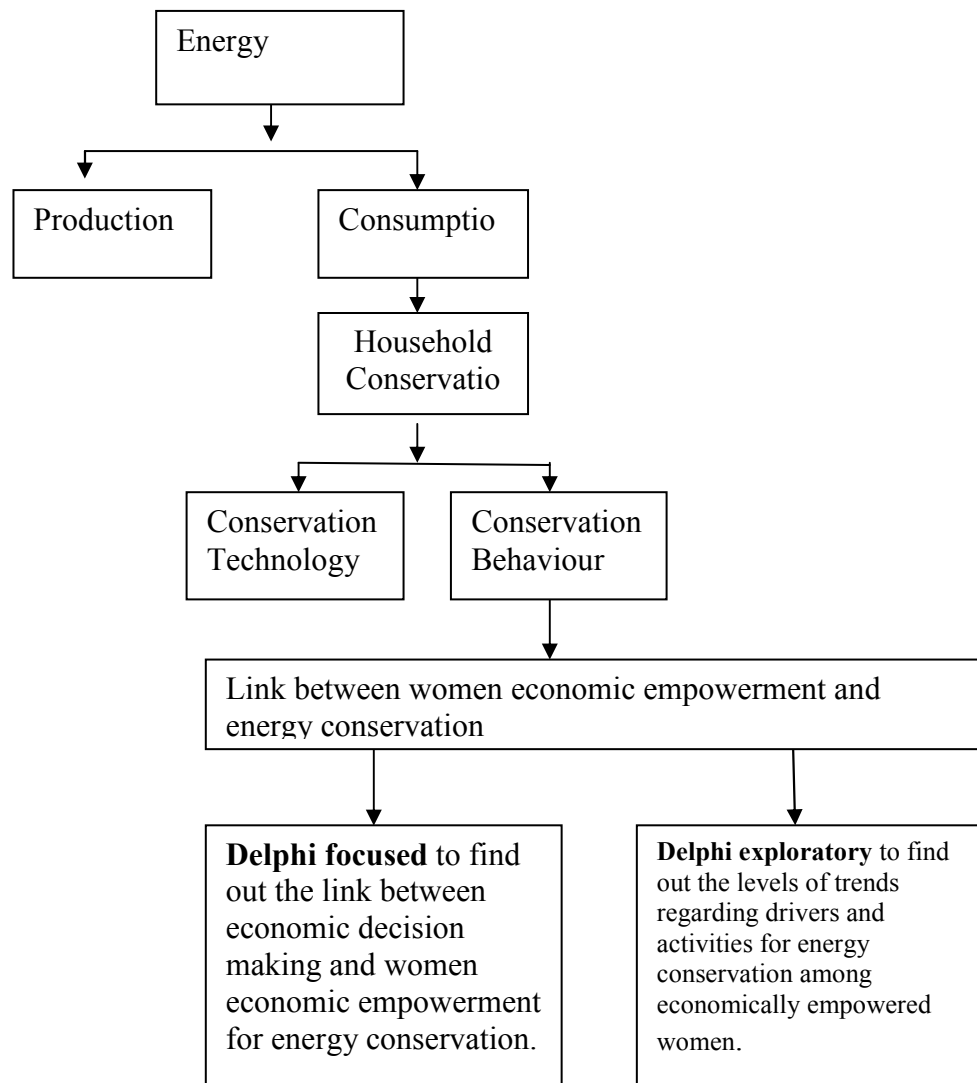 Energy
Production
Consumptio
Household
Conservatio
Conservation
Technology
Conservation
Behaviour
Link between women economic empowerment and
energy conservation
Delphi focused to find
out the link between
economic decision
making and women
economic empowerment
for energy conservation.
Delphi exploratory to find
out the levels of trends
regarding drivers and
activities for energy
conservation among
economically empowered
women.